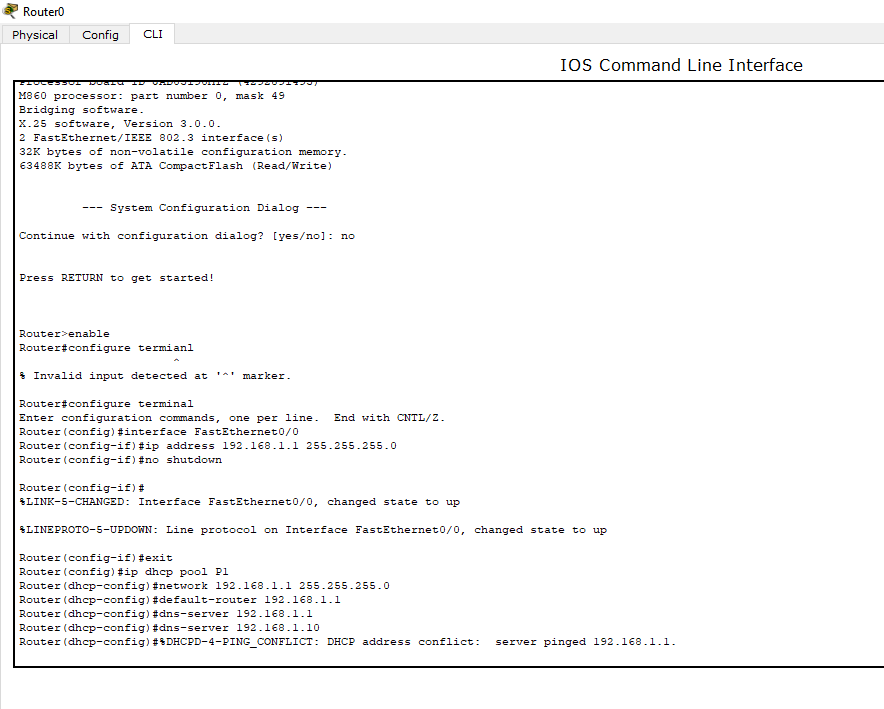 Router0
Physical Config CLI
IOS Command Line Interface
M860 processor: part number 0, mask 49
Bridging software.
X.25 software, Version 3.0.0.
2 FastEthernet/IEEE 802.3 interface(s)
32K bytes of non-volatile configuration memory.
63488K bytes of ATA CompactFlash (Read/Write)
--- System Configuration Dialog ---
Continue with configuration dialog? [yes/no]: no
Press RETURN to get started!
Router>enable
Router#configure termianl
^
% Invalid input detected at '^' marker.
Router#configure terminal
Enter configuration commands, one per line.  End with CNTL/Z.
Router(config)#interface FastEthernet0/0
Router(config-if)#ip address 192.168.1.1 255.255.255.0
Router(config-if)#no shutdown
Router(config-if)#
%LINK-5-CHANGED: Interface FastEthernet0/0, changed state to up
%LINEPROTO-5-UPDOWN: Line protocol on Interface FastEthernet0/0, changed state to up
Router(config-if)#exit
Router(config)#ip dhcp pool P1
Router(dhcp-config)#network 192.168.1.1 255.255.255.0
Router(dhcp-config)#default-router 192.168.1.1
Router(dhcp-config)#dns-server 192.168.1.1
Router(dhcp-config)#dns-server 192.168.1.10
Router(dhcp-config)#%DHCPD-4-PING_CONFLICT: DHCP address conflict:  server pinged 192.168.1.1.